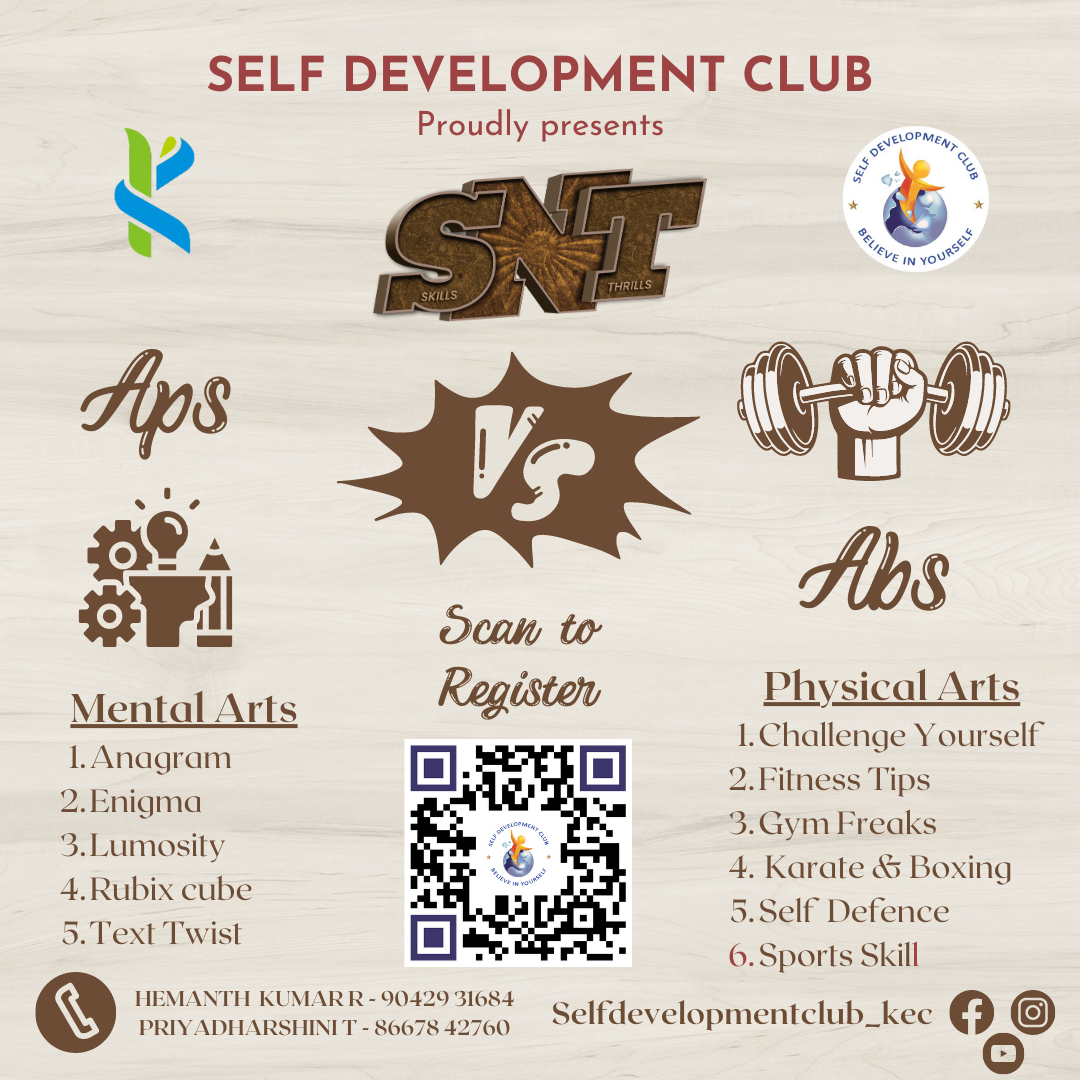 SELF DEVELOPMENT CLUB
Proudly presents
SELF DEVELOPMENT CLUB
BELIEVE IN YOURSELF
SNT
SKILLS
THRILLS
Aps
VS
Abs
Scan to
Register
Mental Arts
1. Anagram
2. Enigma
3. Lumosity
4. Rubix cube
5. Text Twist
SELF DEVELOPMENT CLUB
BELIEVE IN YOURSELF
Physical Arts
1. Challenge Yourself
2. Fitness Tips
3. Gym Freaks
4. Karate & Boxing
5. Self Defence
6. Sports Skill
HEMANTH KUMAR R - 90429 31684
PRIYADHARSHINI T - 86678 42760
Selfdevelopmentclub_kec